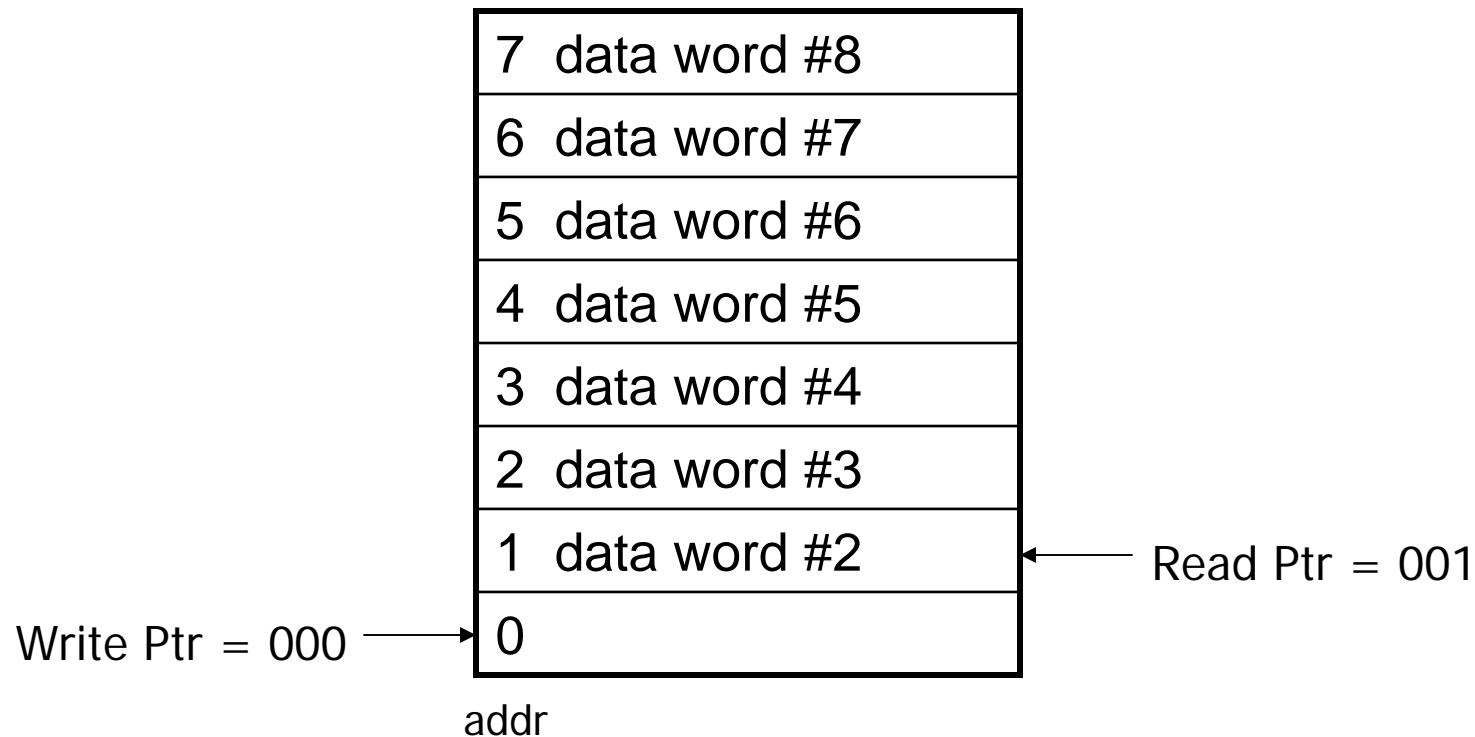 7 data word #8
6 data word #7
5 data word #6
4 data word #5
3 data word #4
2 data word #3
1 data word #2
Read Ptr = 001
Write Ptr = 000
0
addr